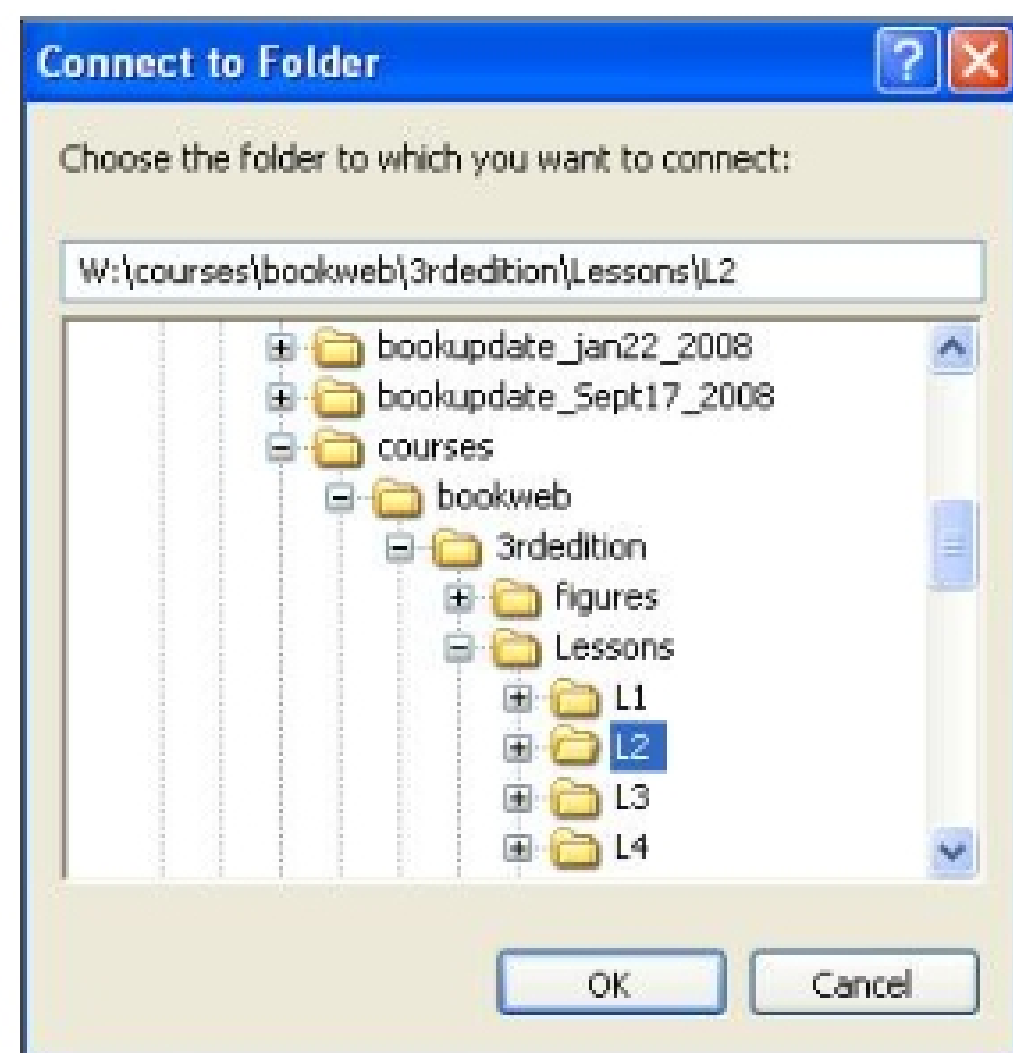 Connect to Folder
Choose the folder to which you want to connect:
W:\courses\bookweb\3rdedition\Lessons\L2
bookupdate_jan22_2008
bookupdate_Sept17_2008
courses
bookweb
3rdedition
figures
Lessons
L1
L2
L3
L4
OK Cancel